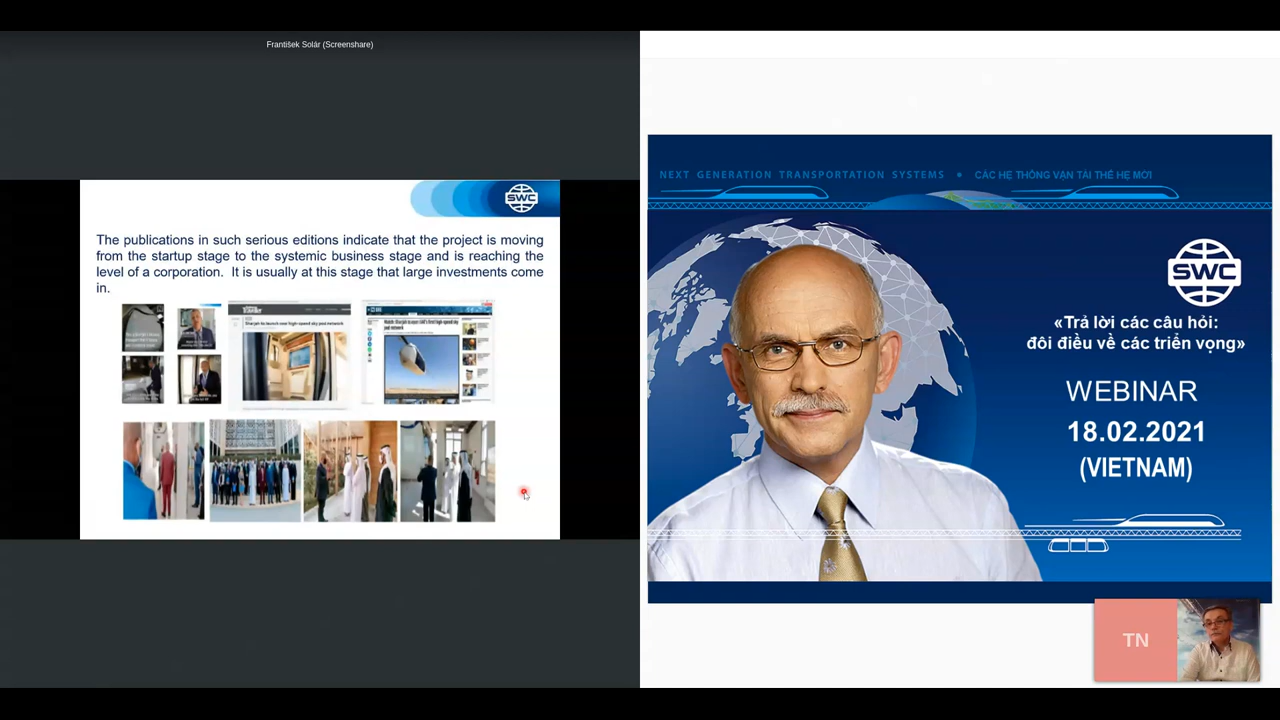 František Solár (Screenshare)
SWC
The publications in such serious editions indicate that the project is moving
from the startup stage to the systemic business stage and is reaching the
level of a corporation. It is usually at this stage that large investments come
in.
NEXT GENERATION TRANSPORTATION SYSTEMS • CÁC HỆ THỐNG VẬN TẢI THẾ HỆ MỚI
SWC
«Trả lời các câu hỏi:
đôi điều về các triển vọng»
WEBINAR
18.02.2021
(VIETNAM)
TN